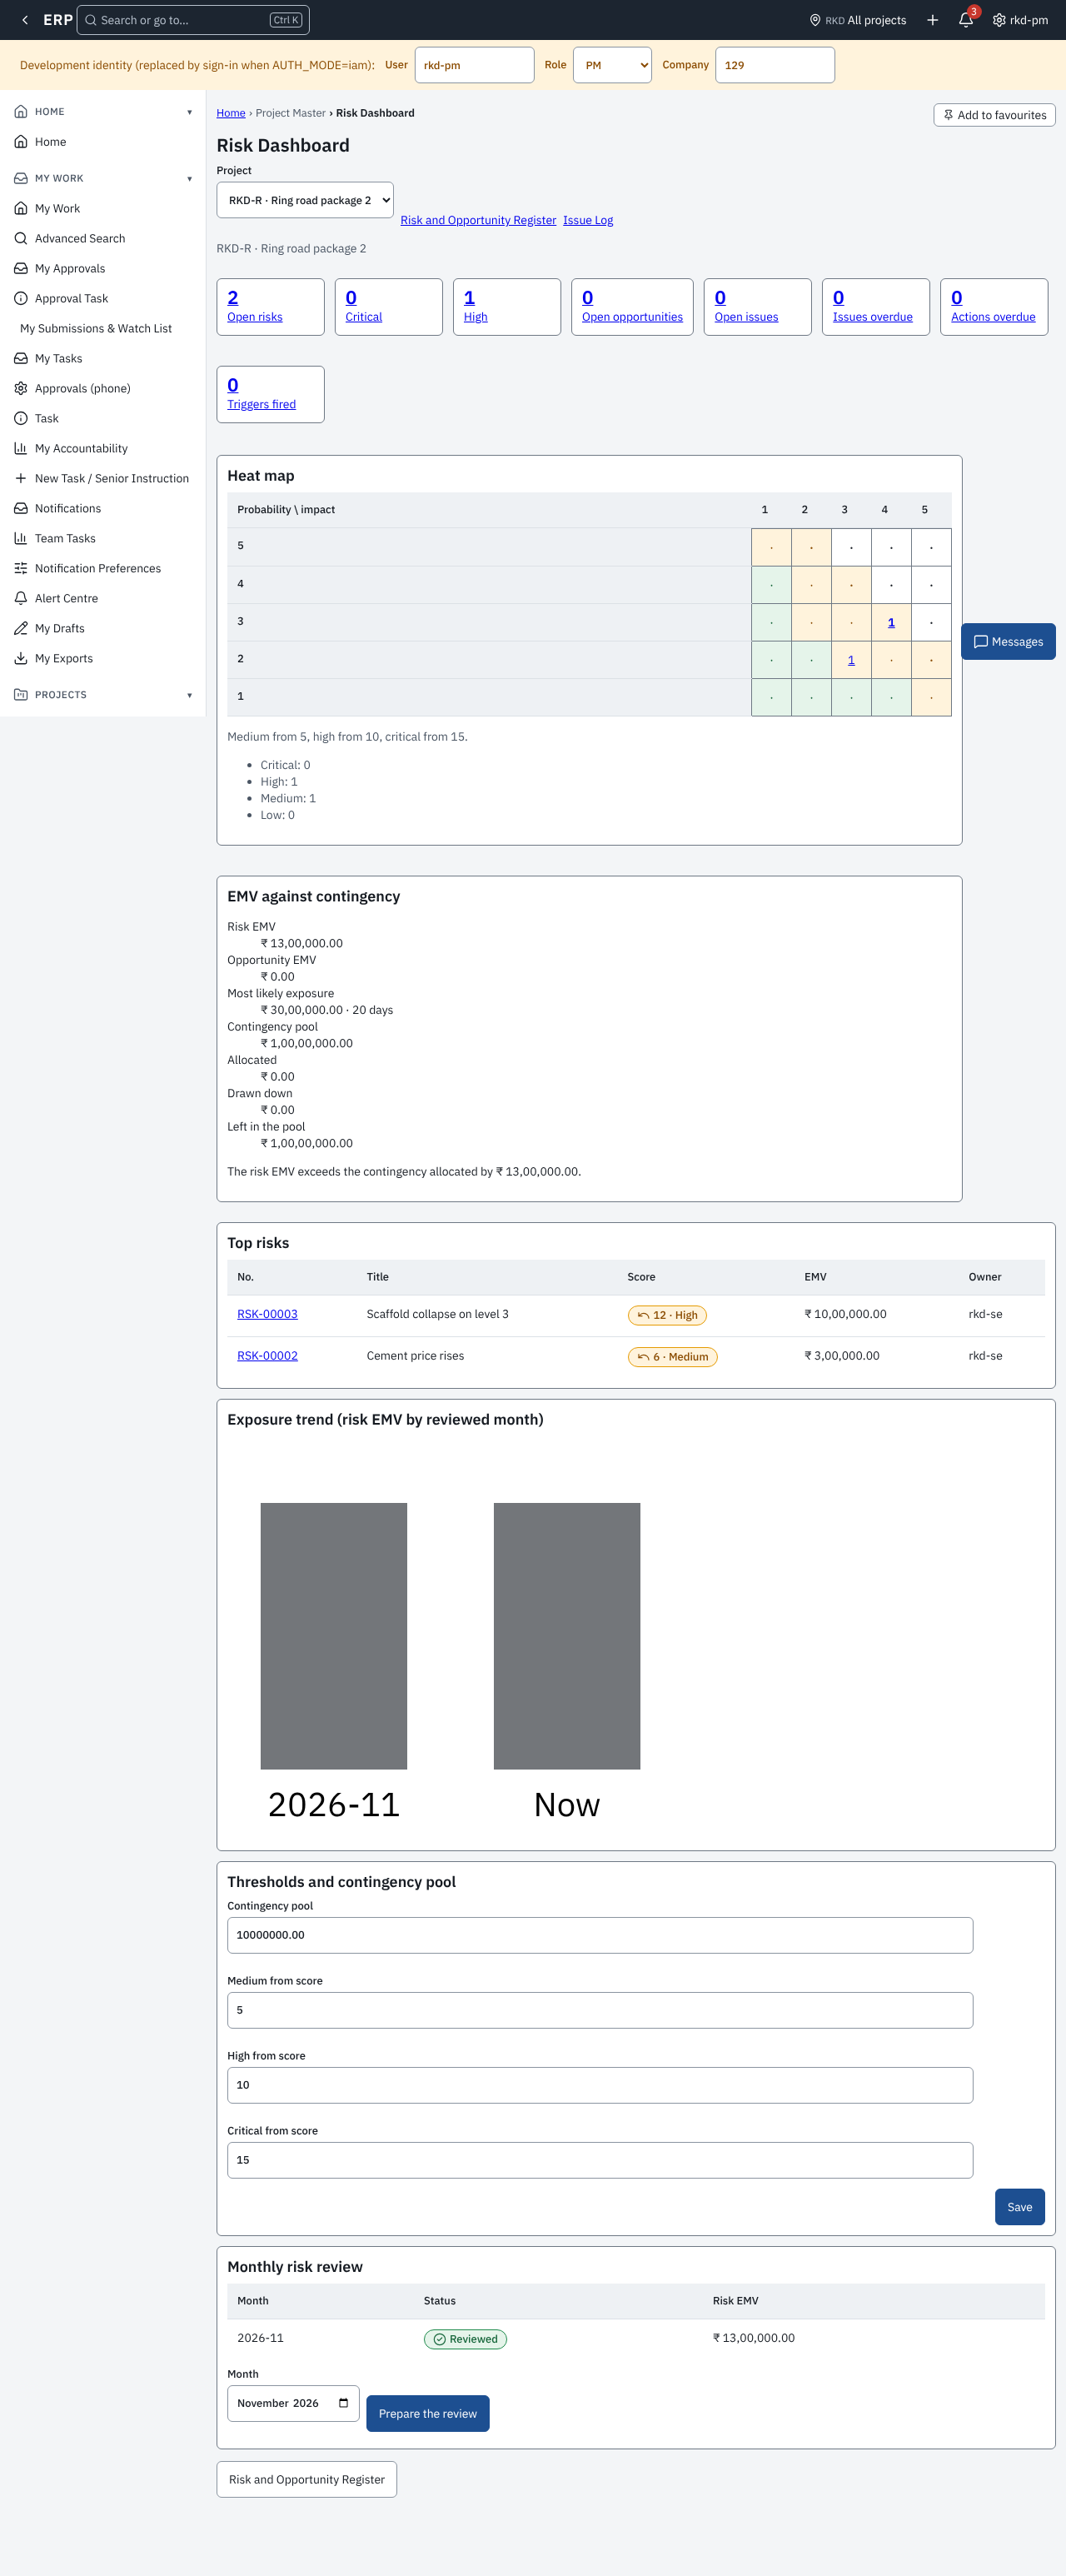 ERP Search or go to... Ctrl K RKD All projects 3 rkd-pm
Development identity (replaced by sign-in when AUTH_MODE=iam): User rkd-pm Role PM Company 129
HOME
Home
MY WORK
My Work
Advanced Search
My Approvals
Approval Task
My Submissions & Watch List
My Tasks
Approvals (phone)
Task
My Accountability
New Task / Senior Instruction
Notifications
Team Tasks
Notification Preferences
Alert Centre
My Drafts
My Exports
PROJECTS
Home › Project Master › Risk Dashboard
Add to favourites
Risk Dashboard
Project
RKD-R · Ring road package 2
Risk and Opportunity Register Issue Log
RKD-R · Ring road package 2
2 Open risks
0 Critical
1 High
0 Open opportunities
0 Open issues
0 Issues overdue
0 Actions overdue
0 Triggers fired
Heat map
Probability \ impact 1 2 3 4 5
5 · · · · ·
4 · · · · ·
3 · · · 1 ·
2 · · 1 · ·
1 · · · · ·
Messages
Medium from 5, high from 10, critical from 15.
• Critical: 0
• High: 1
• Medium: 1
• Low: 0
EMV against contingency
Risk EMV
₹ 13,00,000.00
Opportunity EMV
₹ 0.00
Most likely exposure
₹ 30,00,000.00 · 20 days
Contingency pool
₹ 1,00,00,000.00
Allocated
₹ 0.00
Drawn down
₹ 0.00
Left in the pool
₹ 1,00,00,000.00
The risk EMV exceeds the contingency allocated by ₹ 13,00,000.00.
Top risks
No. Title Score EMV Owner
RSK-00003 Scaffold collapse on level 3 12 · High ₹ 10,00,000.00 rkd-se
RSK-00002 Cement price rises 6 · Medium ₹ 3,00,000.00 rkd-se
Exposure trend (risk EMV by reviewed month)
2026-11 Now
Thresholds and contingency pool
Contingency pool
10000000.00
Medium from score
5
High from score
10
Critical from score
15
Save
Monthly risk review
Month Status Risk EMV
2026-11 Reviewed ₹ 13,00,000.00
Month
November 2026
Prepare the review
Risk and Opportunity Register